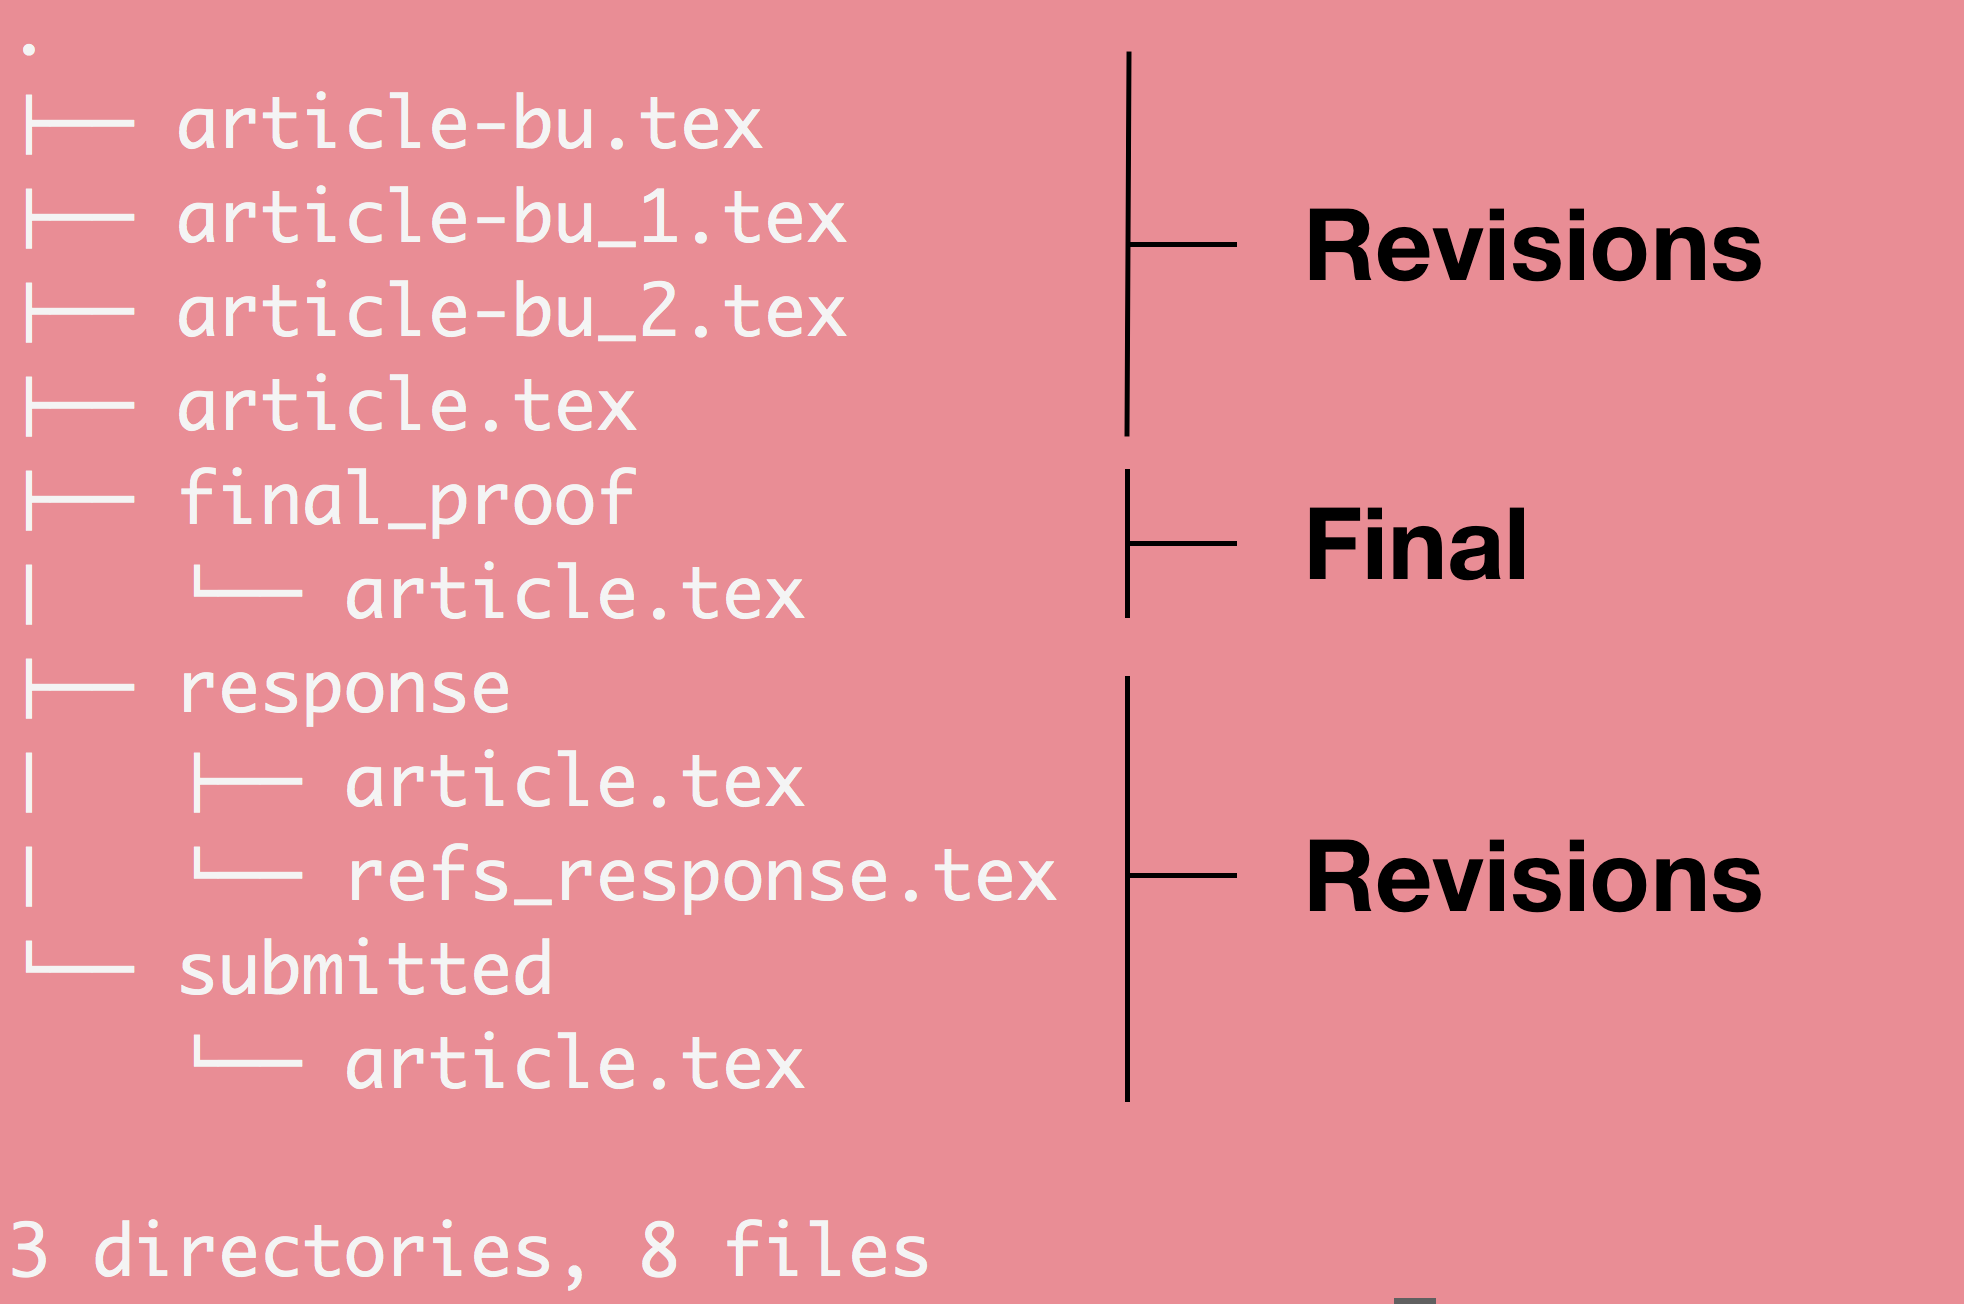 .
├── article-bu.tex
├── article-bu_1.tex
├── article-bu_2.tex
├── article.tex
├── final_proof
│   └── article.tex
├── response
│   ├── article.tex
│   └── refs_response.tex
└── submitted
    └── article.tex
3 directories, 8 files
Revisions
Final
Revisions